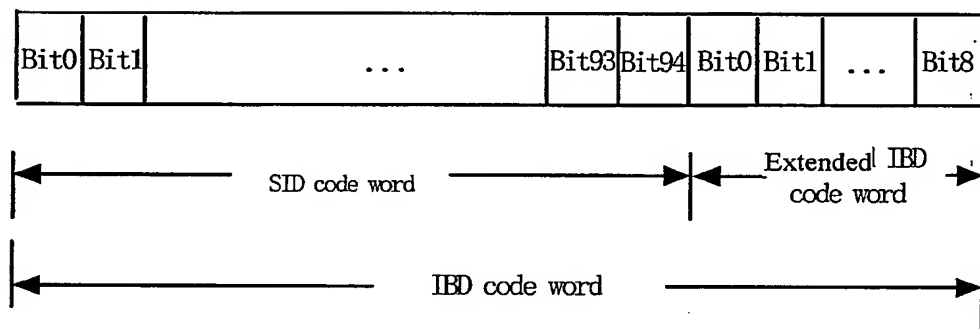 Bit0 Bit1 ... Bit93 Bit94 Bit0 Bit1 ... Bit8
SID code word
Extended IBD
code word
IBD code word